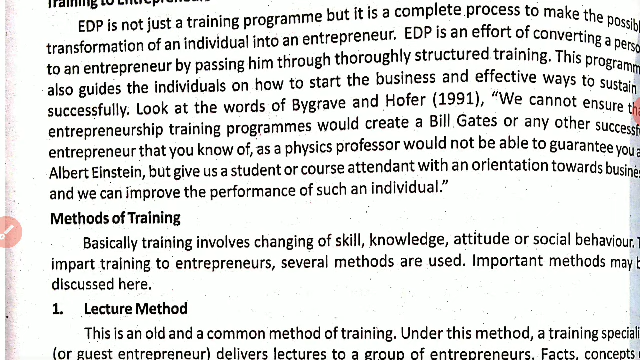 Training to Entrepreneurs
EDP is not just a training programme but it is a complete process to make the possib
transformation of an individual into an entrepreneur. EDP is an effort of converting a perso
to an entrepreneur by passing him through thoroughly structured training. This programm
also guides the individuals on how to start the business and effective ways to sustain
successfully. Look at the words of Bygrave and Hofer (1991), “We cannot ensure tha
entrepreneurship training programmes would create a Bill Gates or any other successf
entrepreneur that you know of, as a physics professor would not be able to guarantee you a
Albert Einstein, but give us a student or course attendant with an orientation towards busine
and we can improve the performance of such an individual.”
Methods of Training
Basically training involves changing of skill, knowledge, attitude or social behaviour. T
impart training to entrepreneurs, several methods are used. Important methods may b
discussed here.
1. Lecture Method
This is an old and a common method of training. Under this method, a training speciali
(or guest entrepreneur) delivers lectures to a group of entrepreneurs. Facts, concept